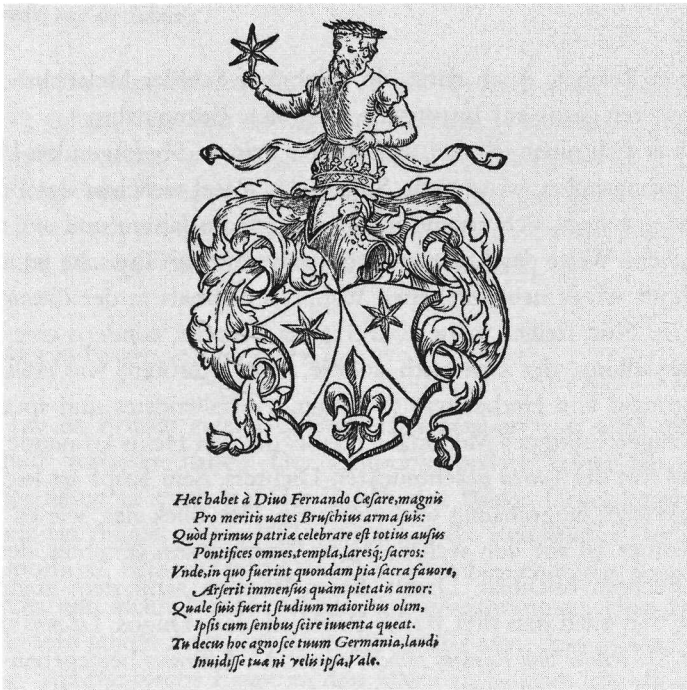 Hæc habet à Diuo Fernando Cæsare, magnis
Pro meritis uates Bruschius arma suis:
Quòd primus patriæ celebrare est totius ausus
Pontifices omnes, templa, laresq; sacros:
Vnde, in quo fuerint quondam pia sacra fauore,
Arserit immensus quàm pietatis amor;
Quale suis fuerit studium maioribus olim,
Ipsis cum senibus scire iuuenta queat.
Tu decus hoc agnosce tuum Germania, laudi
Inuidisse tuæ ni velis ipsa, Vale.